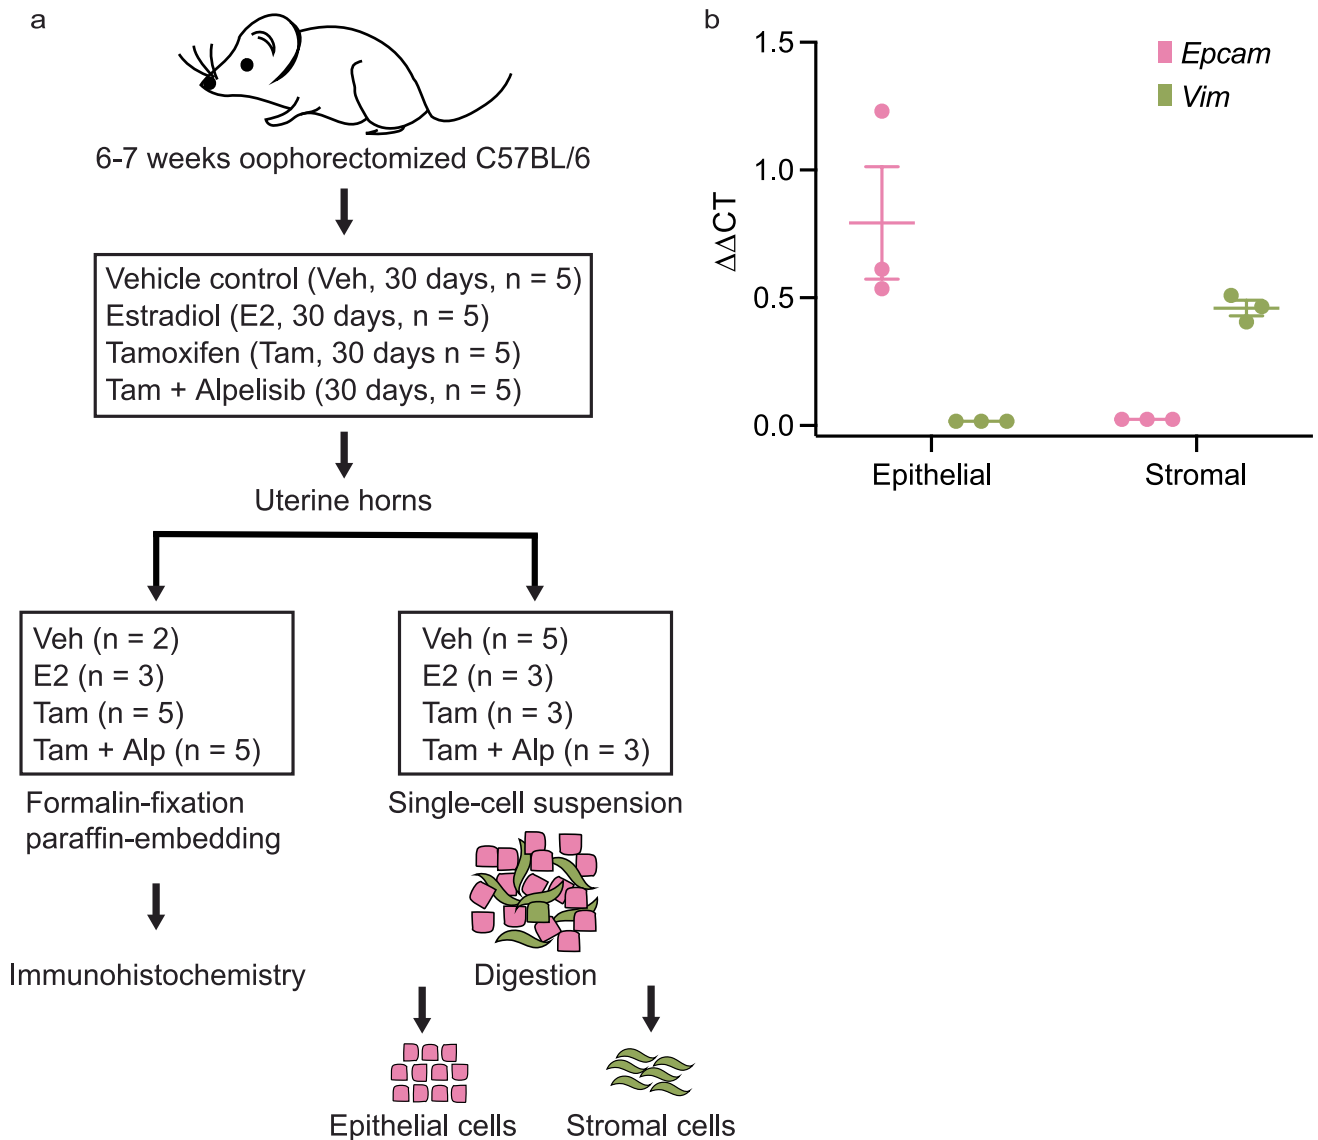 a
6-7 weeks oophorectomized C57BL/6
Vehicle control (Veh, 30 days, n = 5)
Estradiol (E2, 30 days, n = 5)
Tamoxifen (Tam, 30 days n = 5)
Tam + Alpelisib (30 days, n = 5)
Uterine horns
Veh (n = 2)
E2 (n = 3)
Tam (n = 5)
Tam + Alp (n = 5)
Formalin-fixation
paraffin-embedding
Immunohistochemistry
Veh (n = 5)
E2 (n = 3)
Tam (n = 3)
Tam + Alp (n = 3)
Single-cell suspension
Digestion
Epithelial cells
Stromal cells
b
Epcam
Vim
ΔΔCT
1.5
1.0
0.5
0.0
Epithelial
Stromal